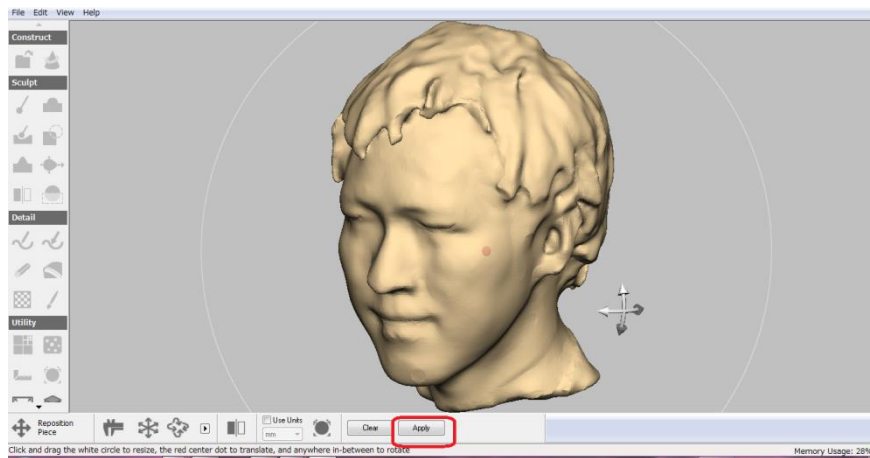 File Edit View Help
Construct
Sculpt
Detail
Utility
Reposition
Piece
Use Units
mm
Clear
Apply
Click and drag the white circle to resize, the red center dot to translate, and anywhere in-between to rotate
Memory Usage: 28%